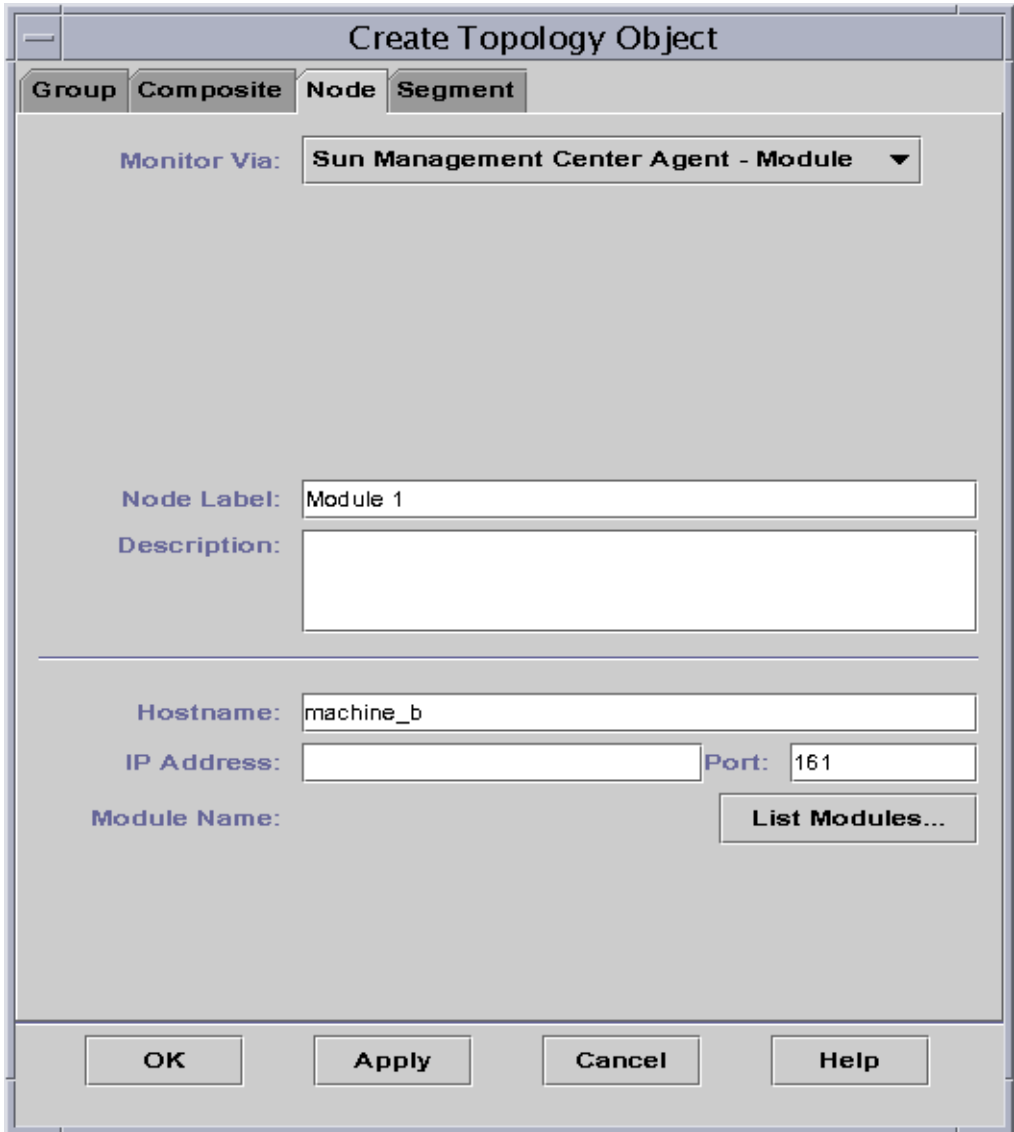 Create Topology Object
Group Composite Node Segment
Monitor Via: Sun Management Center Agent - Module
Node Label: Module 1
Description:
Hostname: machine_b
IP Address: Port: 161
Module Name: List Modules...
OK Apply Cancel Help